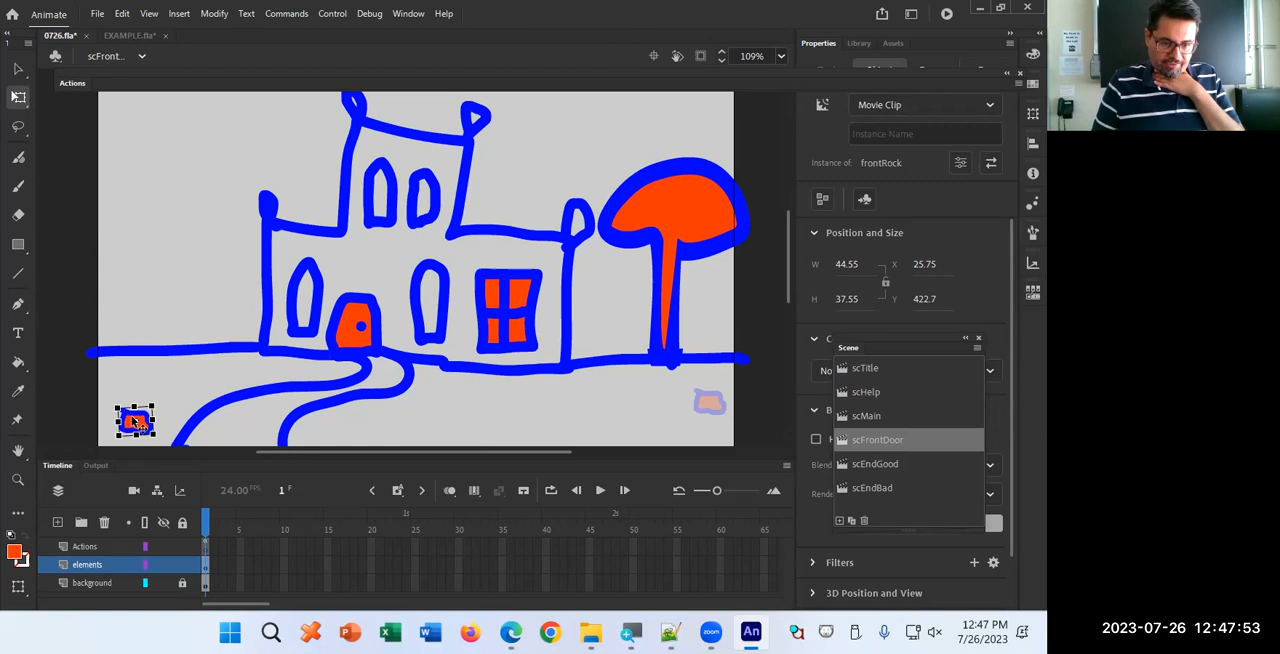 Animate File Edit View Insert Modify Text Commands Control Debug Window Help
0726.fla* × EXAMPLE.fla* ×
scFront... 109%
Properties Library Assets
Actions
Movie Clip
Instance Name
Instance of: frontRock
Position and Size
W 44.55 X 25.75
H 37.55 Y 422.7
Scene
scTitle
scHelp
scMain
scFrontDoor
scEndGood
scEndBad
Blend
Filters
3D Position and View
Timeline Output
24.00 FPS 1 F
1s 2s
5 10 15 20 25 30 35 40 45 50 55 60 65
Actions
elements
background
12:47 PM
7/26/2023
2023-07-26 12:47:53